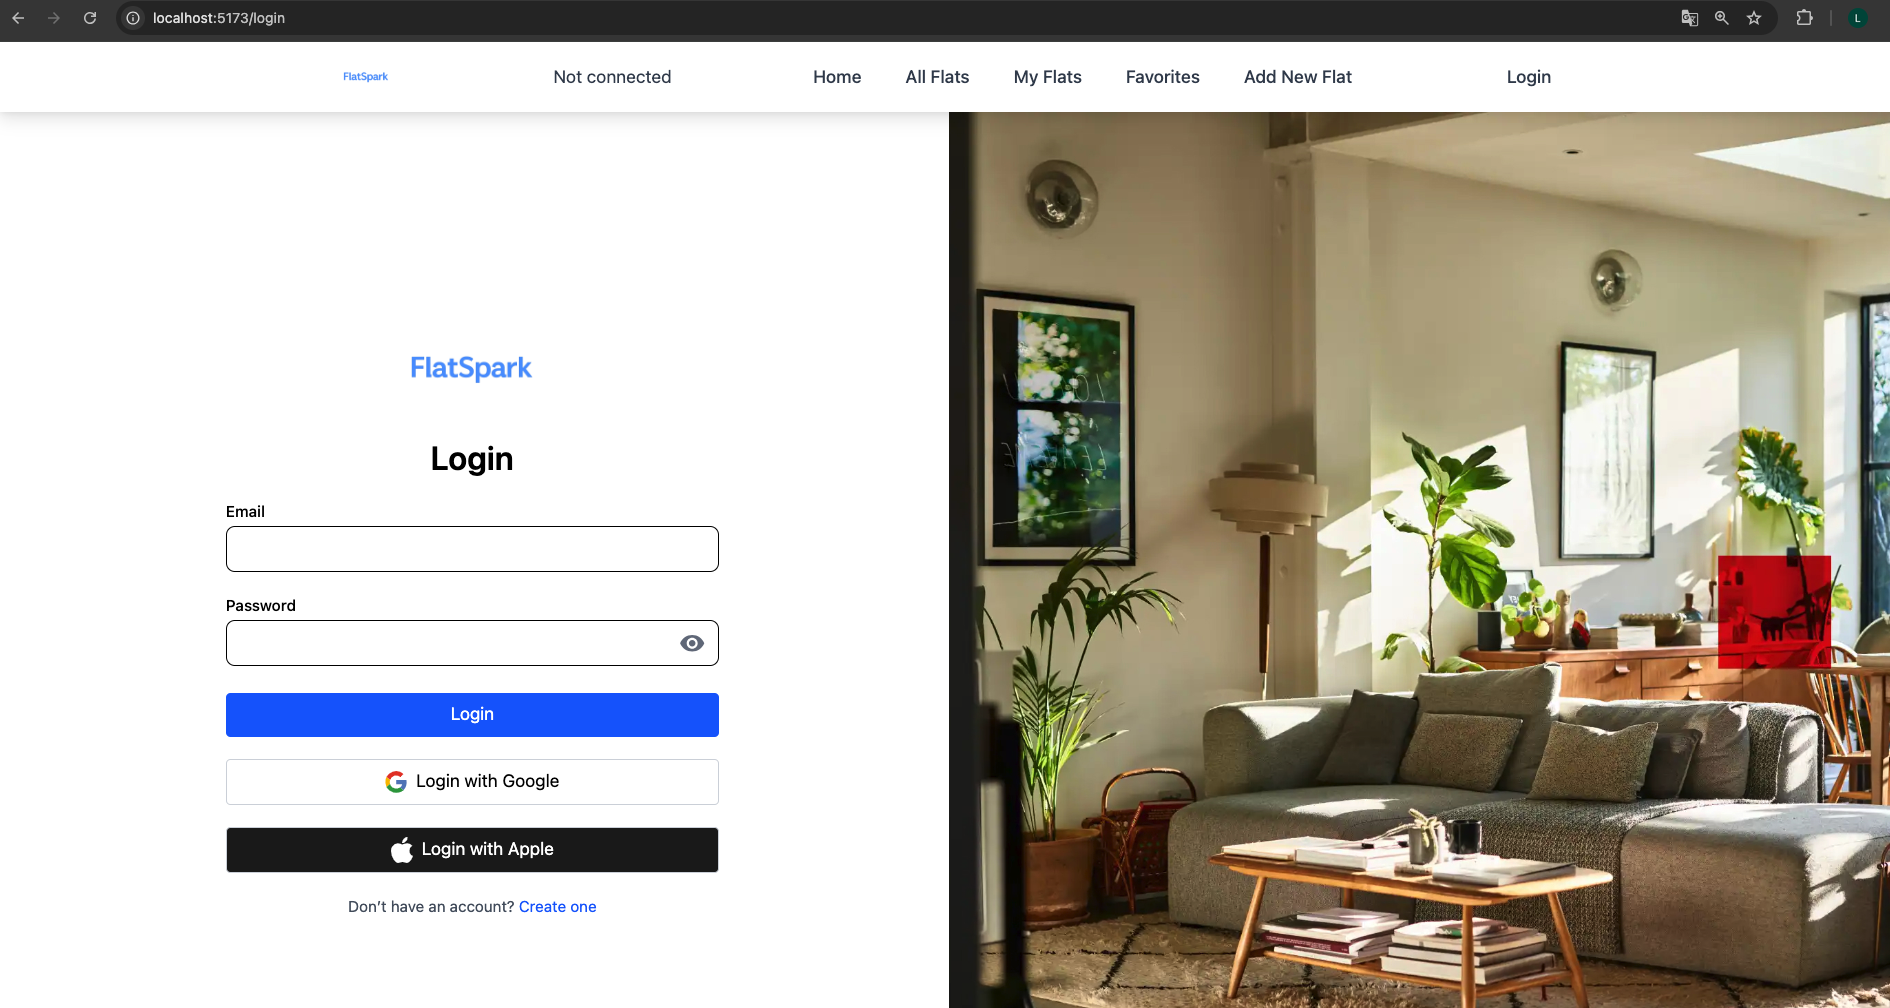 localhost:5173/login
L
FlatSpark
Not connected
Home
All Flats
My Flats
Favorites
Add New Flat
Login
FlatSpark
Login
Email
Password
Login
Login with Google
Login with Apple
Don't have an account? Create one